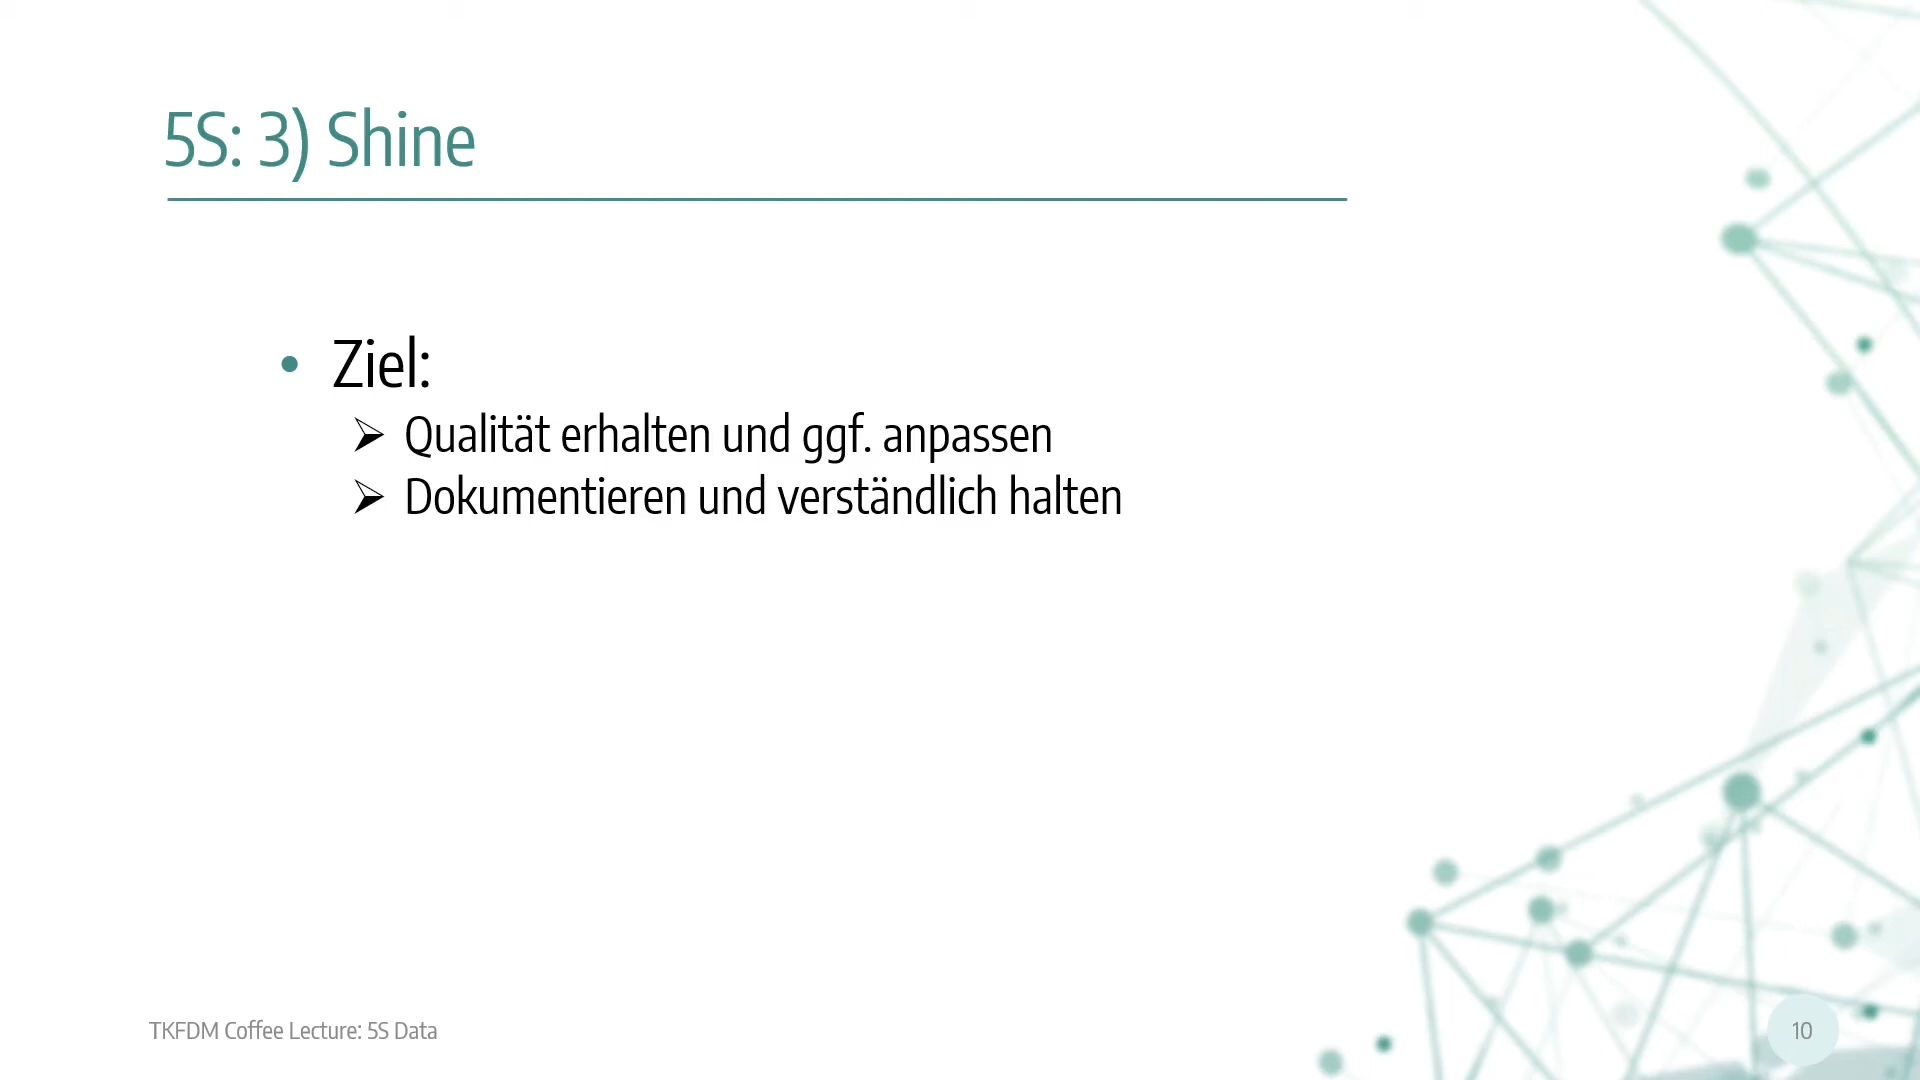 5S: 3) Shine
• Ziel:
➢ Qualität erhalten und ggf. anpassen
➢ Dokumentieren und verständlich halten
TKFDM Coffee Lecture: 5S Data
10